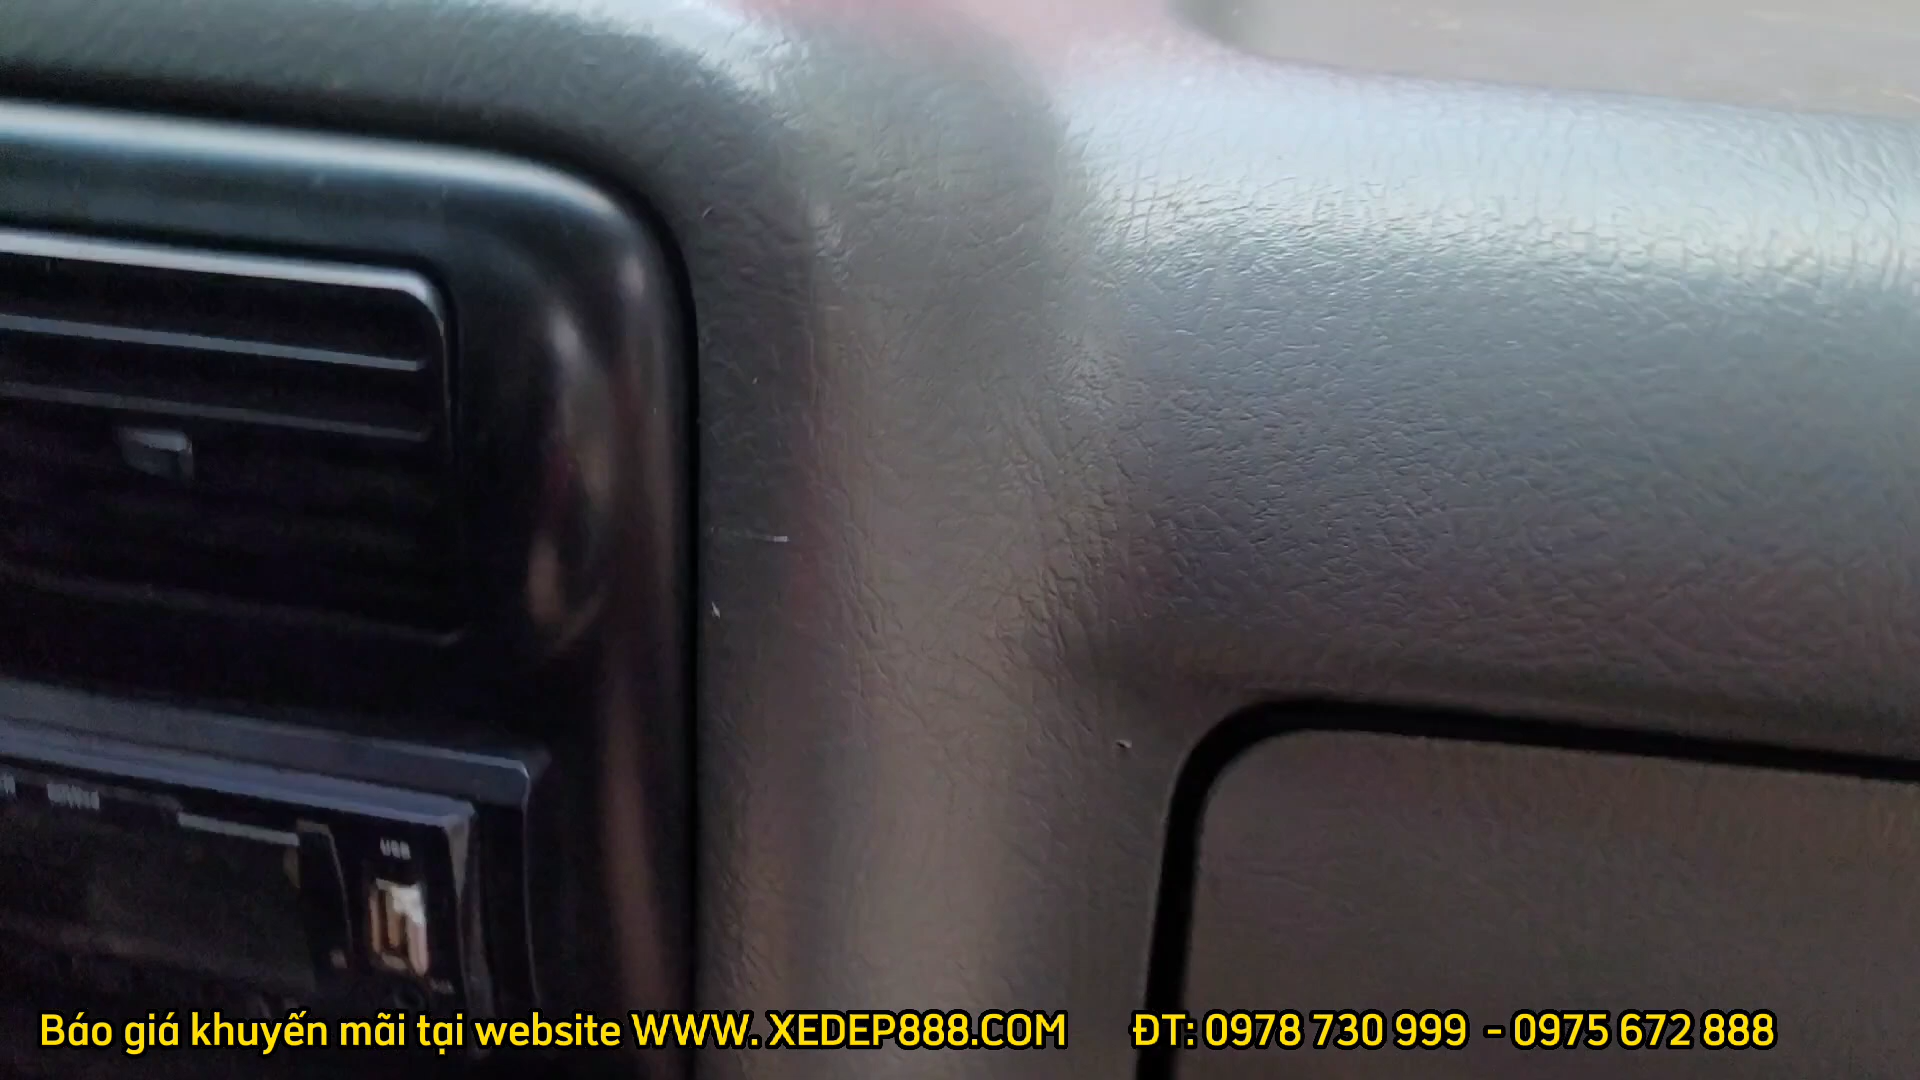 USB
Báo giá khuyến mãi tại website WWW. XEDEP888.COM ĐT: 0978 730 999 - 0975 672 888